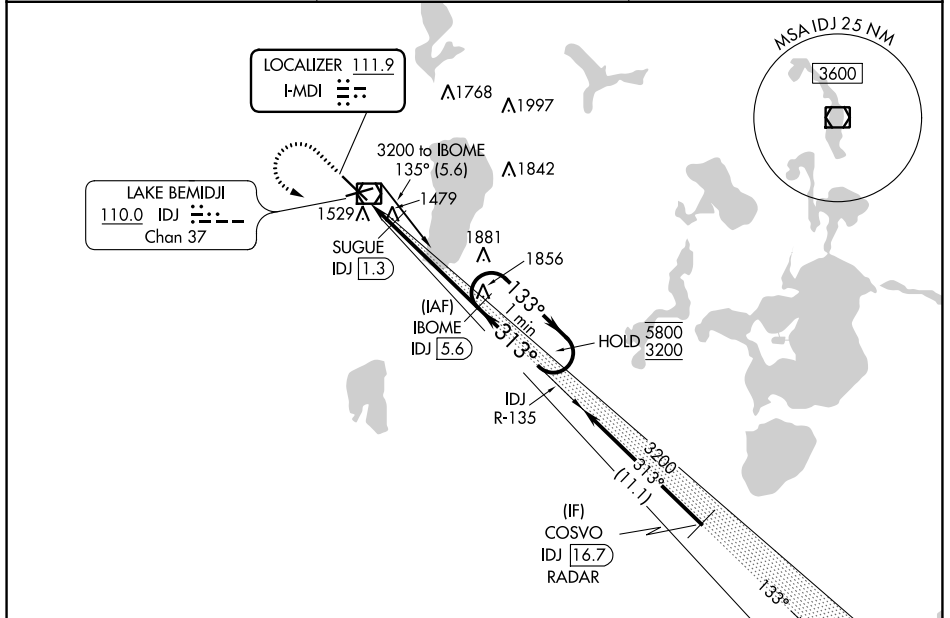 MSA IDJ 25 NM
3600
LOCALIZER 111.9
I-MDI
1768
1997
3200 to IBOME
135° (5.6)
1842
LAKE BEMIDJI
110.0 IDJ
Chan 37
1529
1479
SUGUE
IDJ 1.3
1881
1856
(IAF)
IBOME
IDJ 5.6
133°
1 min
313°
HOLD 5800
3200
IDJ
R-135
3200
313°
(11.1)
(IF)
COSVO
IDJ 16.7
RADAR
133°